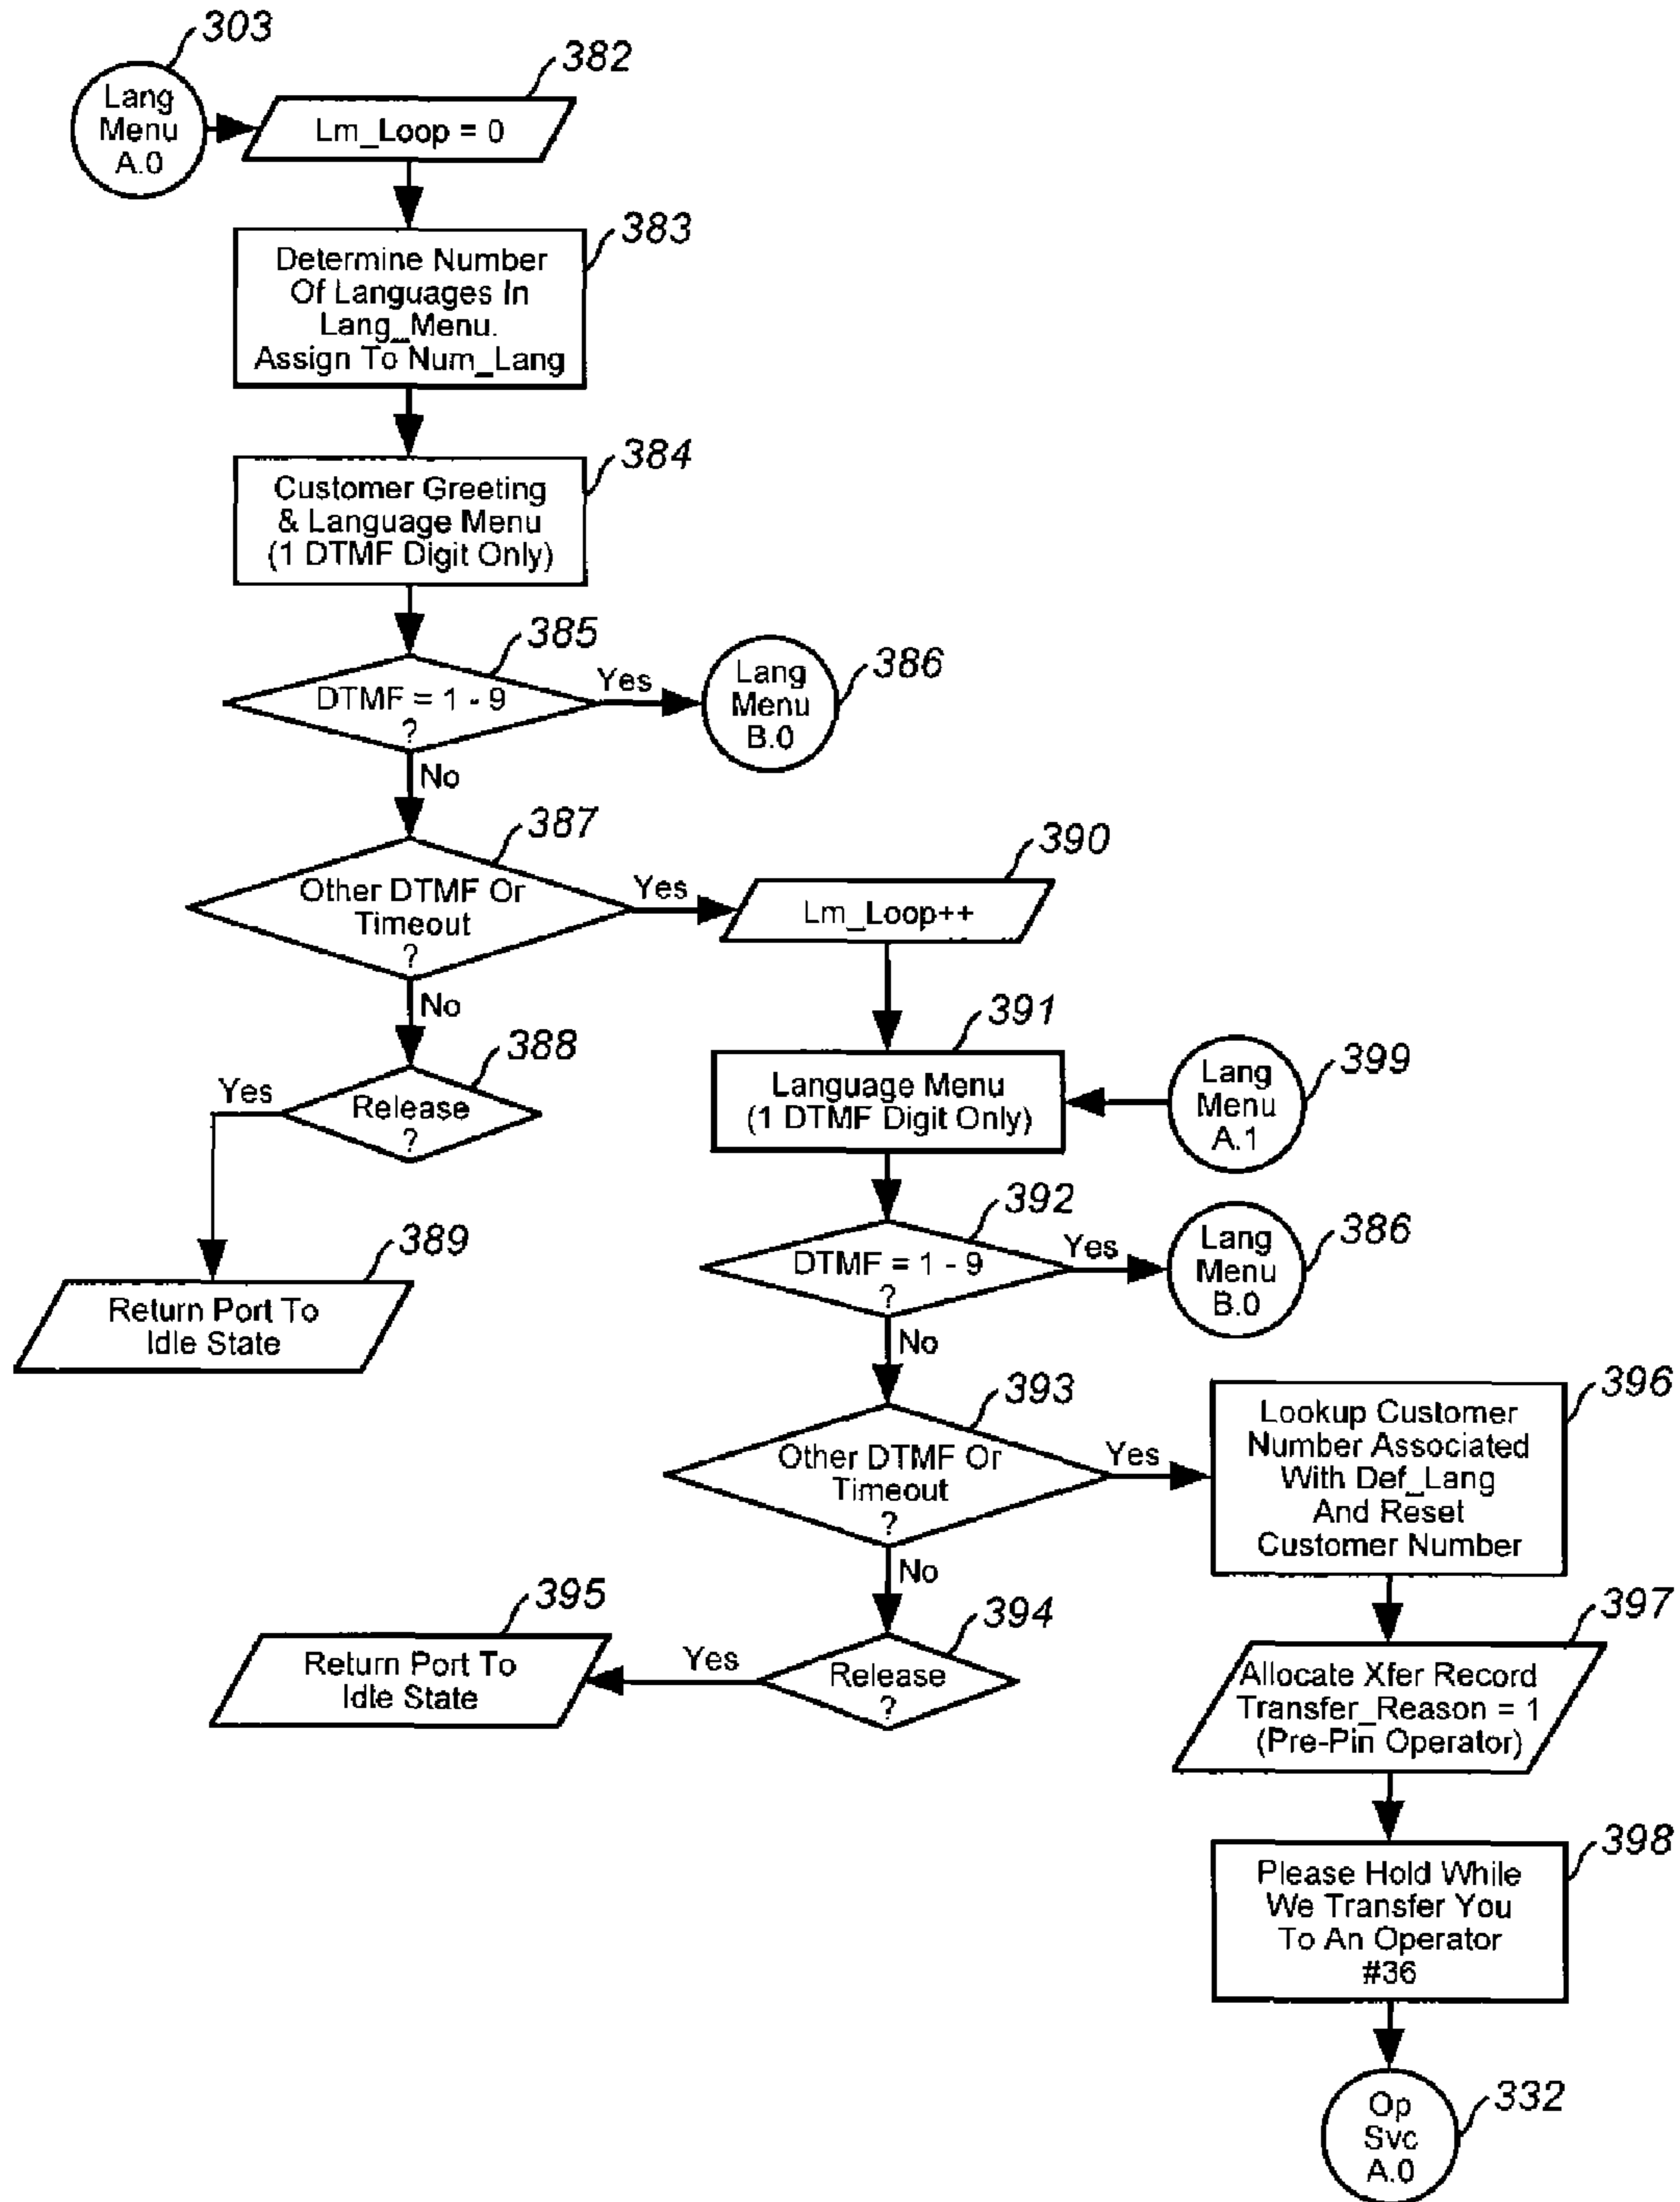 303
Lang
Menu
A.0
382
Lm_Loop = 0
383
Determine Number
Of Languages In
Lang_Menu.
Assign To Num_Lang
384
Customer Greeting
& Language Menu
(1 DTMF Digit Only)
385
DTMF = 1 - 9
?
Yes
Lang
Menu
B.0
386
No
387
Other DTMF Or
Timeout
?
Yes
390
Lm_Loop++
No
388
Release
?
Yes
389
Return Port To
Idle State
391
Language Menu
(1 DTMF Digit Only)
Lang
Menu
A.1
399
392
DTMF = 1 - 9
?
Yes
Lang
Menu
B.0
386
No
393
Other DTMF Or
Timeout
?
Yes
396
Lookup Customer
Number Associated
With Def_Lang
And Reset
Customer Number
No
394
Release
?
Yes
395
Return Port To
Idle State
397
Allocate Xfer Record
Transfer_Reason = 1
(Pre-Pin Operator)
398
Please Hold While
We Transfer You
To An Operator
#36
Op
Svc
A.0
332